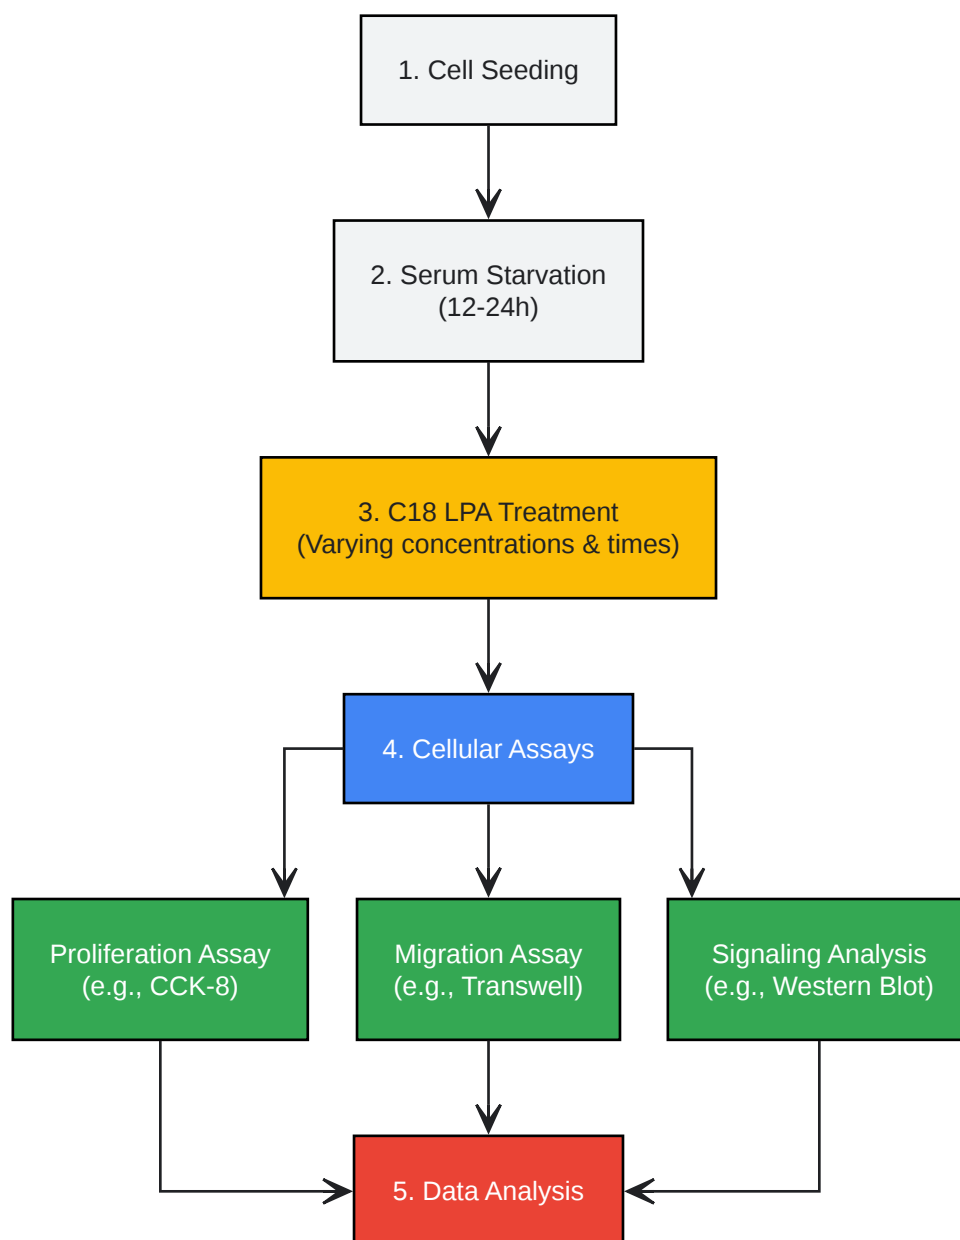 1. Cell Seeding
2. Serum Starvation
(12-24h)
3. C18 LPA Treatment
(Varying concentrations & times)
4. Cellular Assays
Proliferation Assay
(e.g., CCK-8)
Migration Assay
(e.g., Transwell)
Signaling Analysis
(e.g., Western Blot)
5. Data Analysis